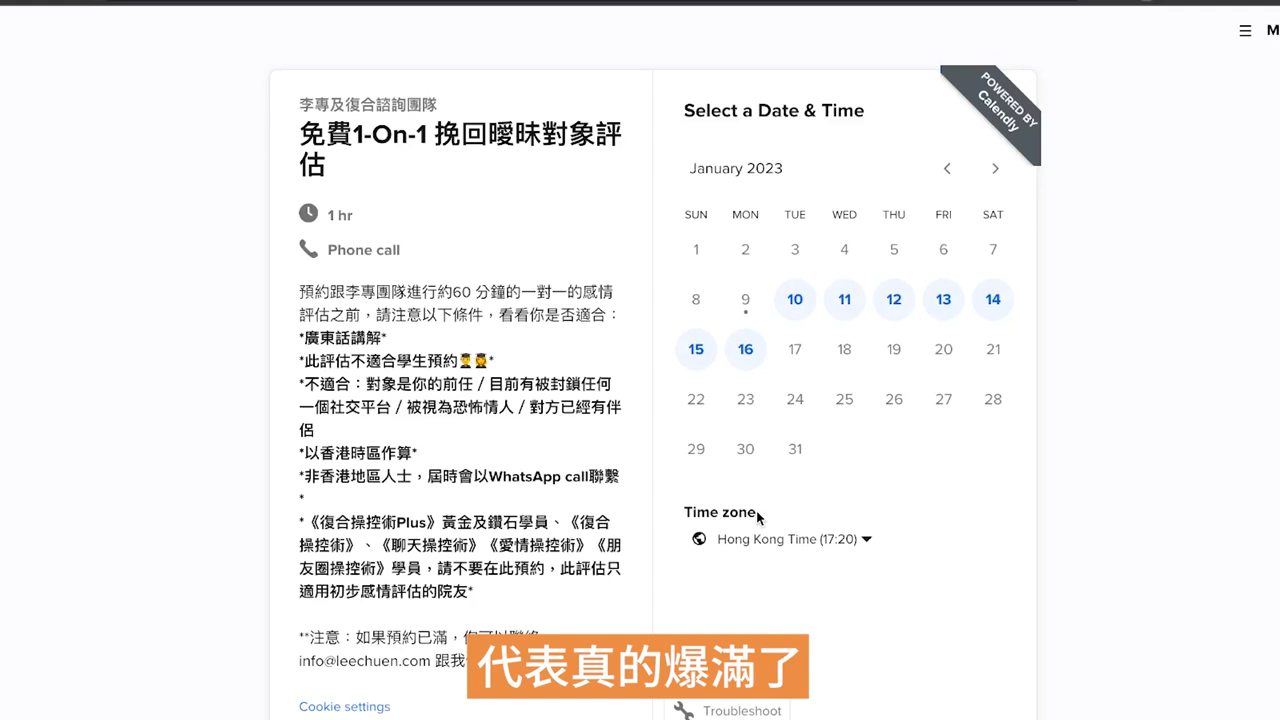 M
李專及復合諮詢團隊
免費1-On-1 挽回曖昧對象評
估
1 hr
Phone call
預約跟李專團隊進行約60 分鐘的一對一的感情
評估之前，請注意以下條件，看看你是否適合：
*廣東話講解*
*此評估不適合學生預約👨‍🎓👩‍🎓*
*不適合：對象是你的前任 / 目前有被封鎖任何
一個社交平台 / 被視為恐怖情人 / 對方已經有伴
侶
*以香港時區作算*
*非香港地區人士，屆時會以WhatsApp call聯繫
*
*《復合操控術Plus》黃金及鑽石學員、《復合
操控術》、《聊天操控術》《愛情操控術》《朋
友圈操控術》學員，請不要在此預約，此評估只
適用初步感情評估的院友*
**注意：如果預約已滿，你可以聯絡
info@leechuen.com 跟我
Cookie settings
POWERED BY
Calendly
Select a Date & Time
January 2023
SUN MON TUE WED THU FRI SAT
1 2 3 4 5 6 7
8 9 10 11 12 13 14
15 16 17 18 19 20 21
22 23 24 25 26 27 28
29 30 31
Time zone
Hong Kong Time (17:20)
Troubleshoot
代表真的爆滿了